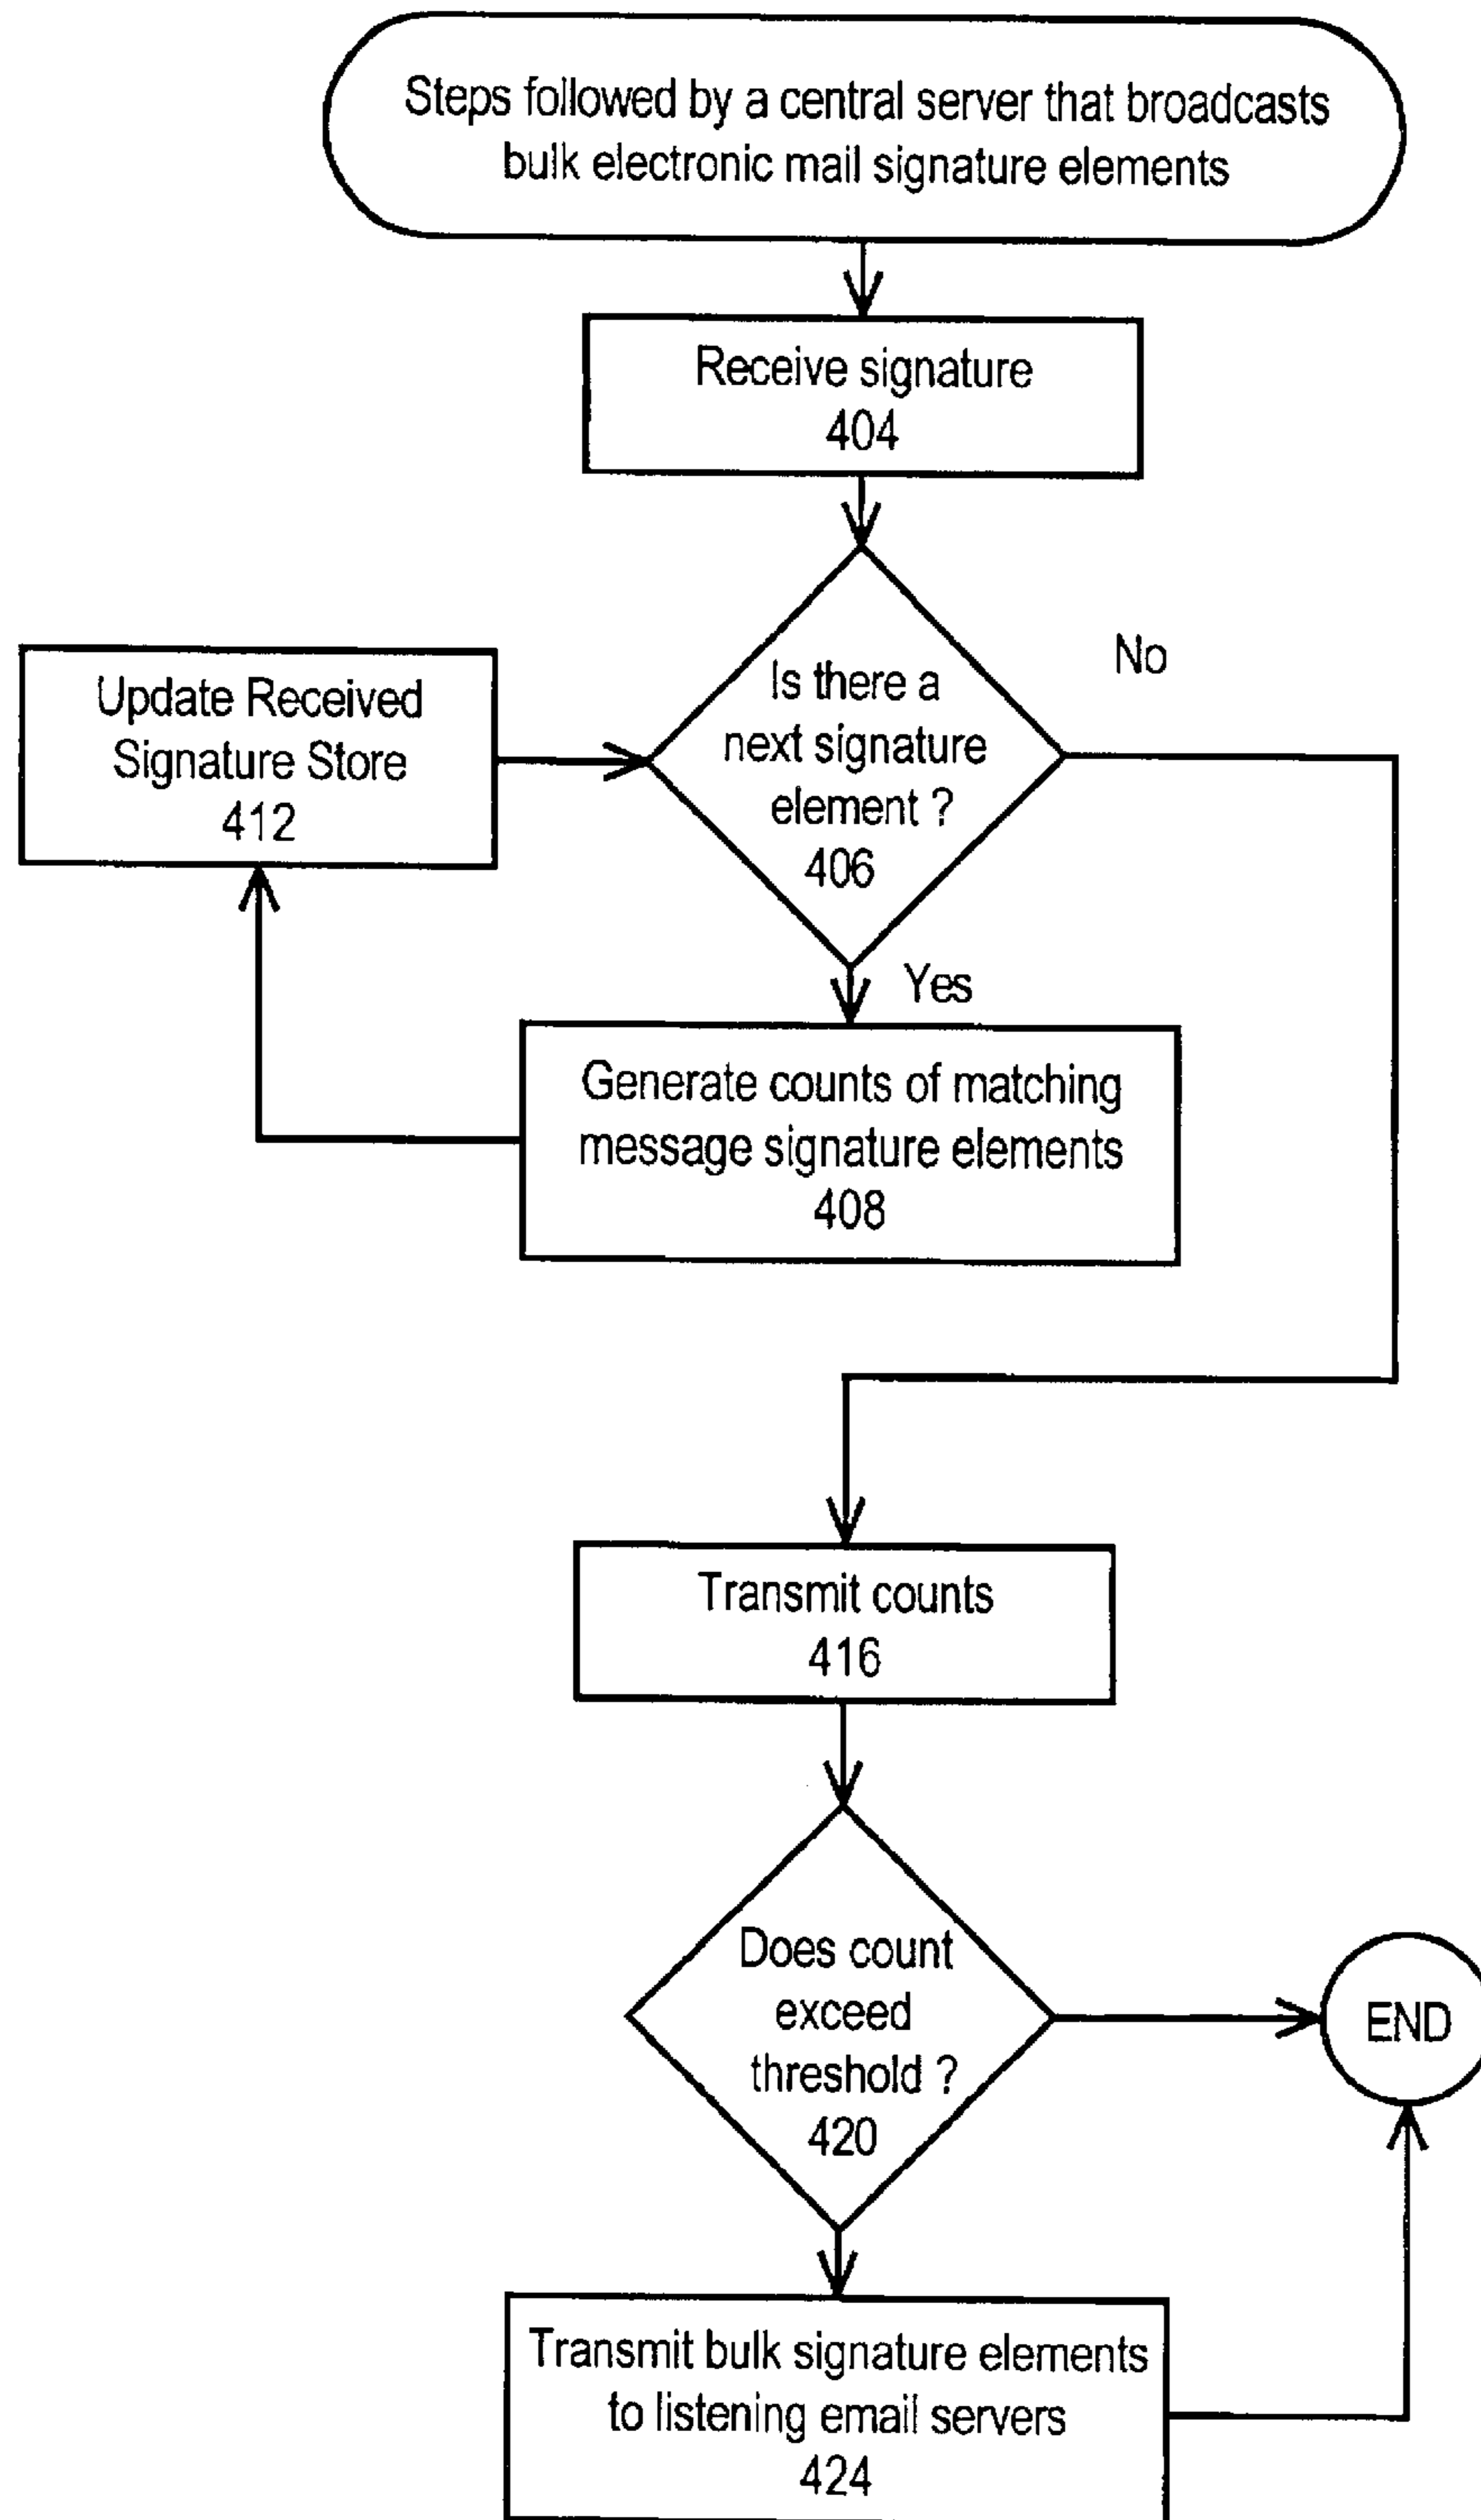 Steps followed by a central server that broadcasts
bulk electronic mail signature elements
Receive signature
404
No
Is there a
next signature
element ?
406
Update Received
Signature Store
412
Yes
Generate counts of matching
message signature elements
408
Transmit counts
416
Does count
exceed
threshold ?
420
END
Transmit bulk signature elements
to listening email servers
424